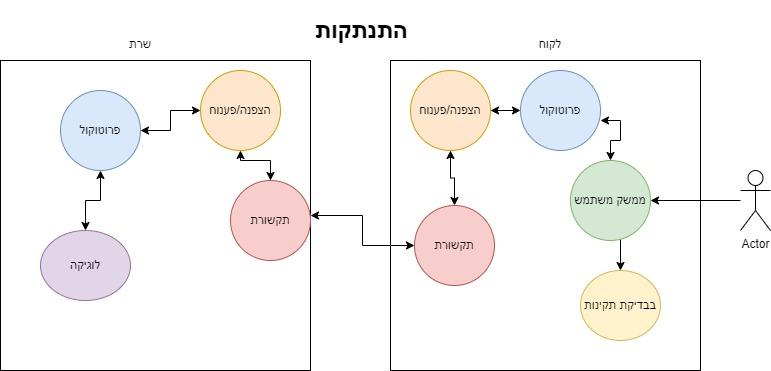 התנתקות
לקוח
שרת
הצפנה/פענוח
פרוטוקול
הצפנה/פענוח
פרוטוקול
ממשק משתמש
תקשורת
תקשורת
Actor
לוגיקה
בבדיקת תקינות